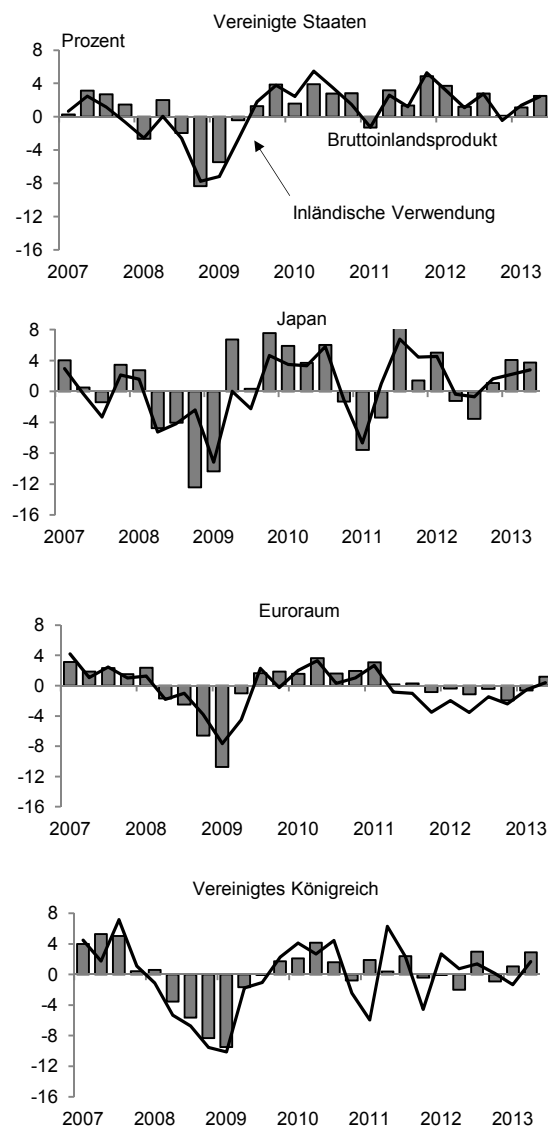 Vereinigte Staaten
Prozent
8
4
0
-4
-8
-12
-16
Bruttoinlandsprodukt
Inländische Verwendung
2007 2008 2009 2010 2011 2012 2013
Japan
8
4
0
-4
-8
-12
-16
2007 2008 2009 2010 2011 2012 2013
Euroraum
8
4
0
-4
-8
-12
-16
2007 2008 2009 2010 2011 2012 2013
Vereinigtes Königreich
8
4
0
-4
-8
-12
-16
2007 2008 2009 2010 2011 2012 2013